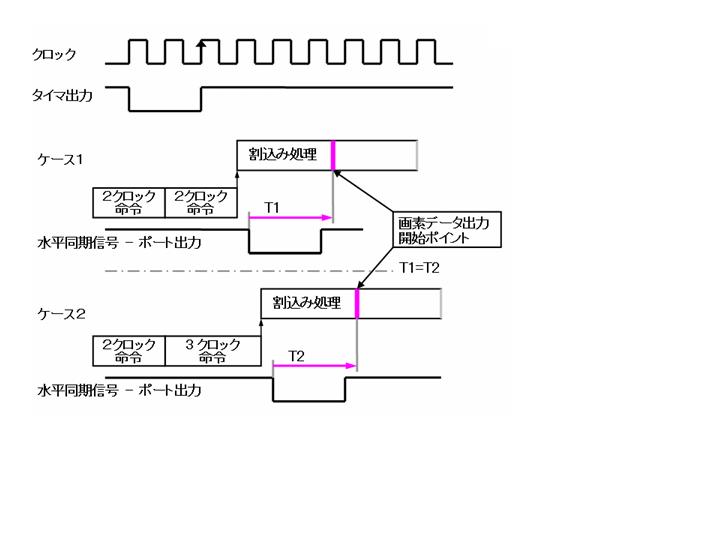 クロック
タイマ出力
ケース1
割込み処理
2クロック
命令
2クロック
命令
T1
水平同期信号 − ポート出力
画素データ出力
開始ポイント
T1=T2
ケース2
割込み処理
2クロック
命令
3 クロック
命令
T2
水平同期信号 − ポート出力